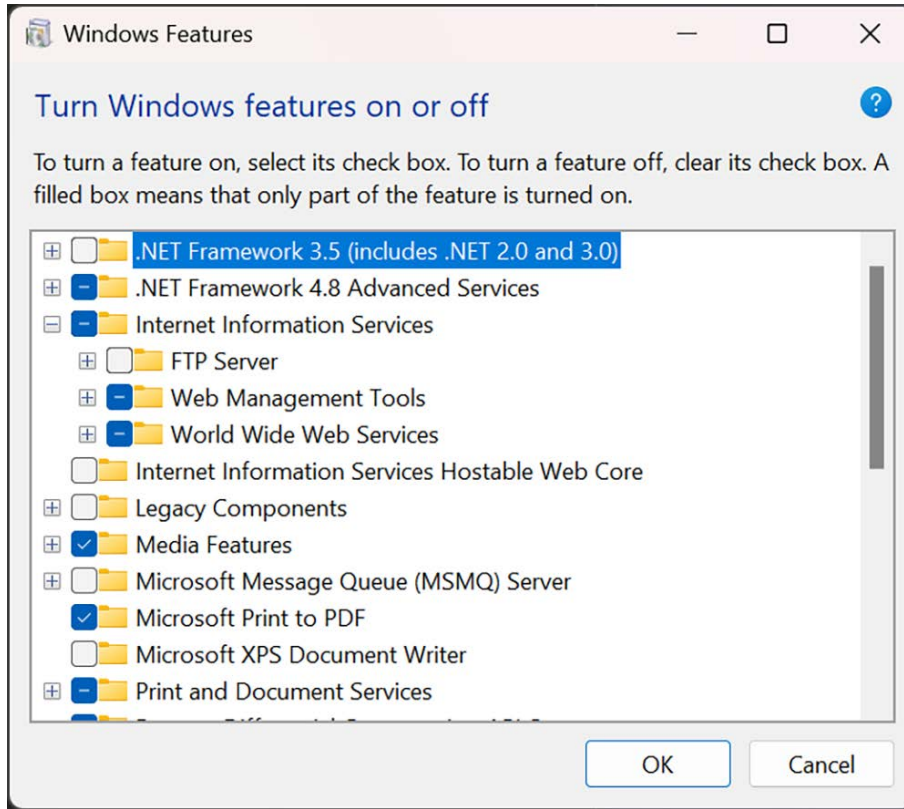 Windows Features
Turn Windows features on or off
?
To turn a feature on, select its check box. To turn a feature off, clear its check box. A
filled box means that only part of the feature is turned on.
.NET Framework 3.5 (includes .NET 2.0 and 3.0)
.NET Framework 4.8 Advanced Services
Internet Information Services
FTP Server
Web Management Tools
World Wide Web Services
Internet Information Services Hostable Web Core
Legacy Components
Media Features
Microsoft Message Queue (MSMQ) Server
Microsoft Print to PDF
Microsoft XPS Document Writer
Print and Document Services
OK Cancel